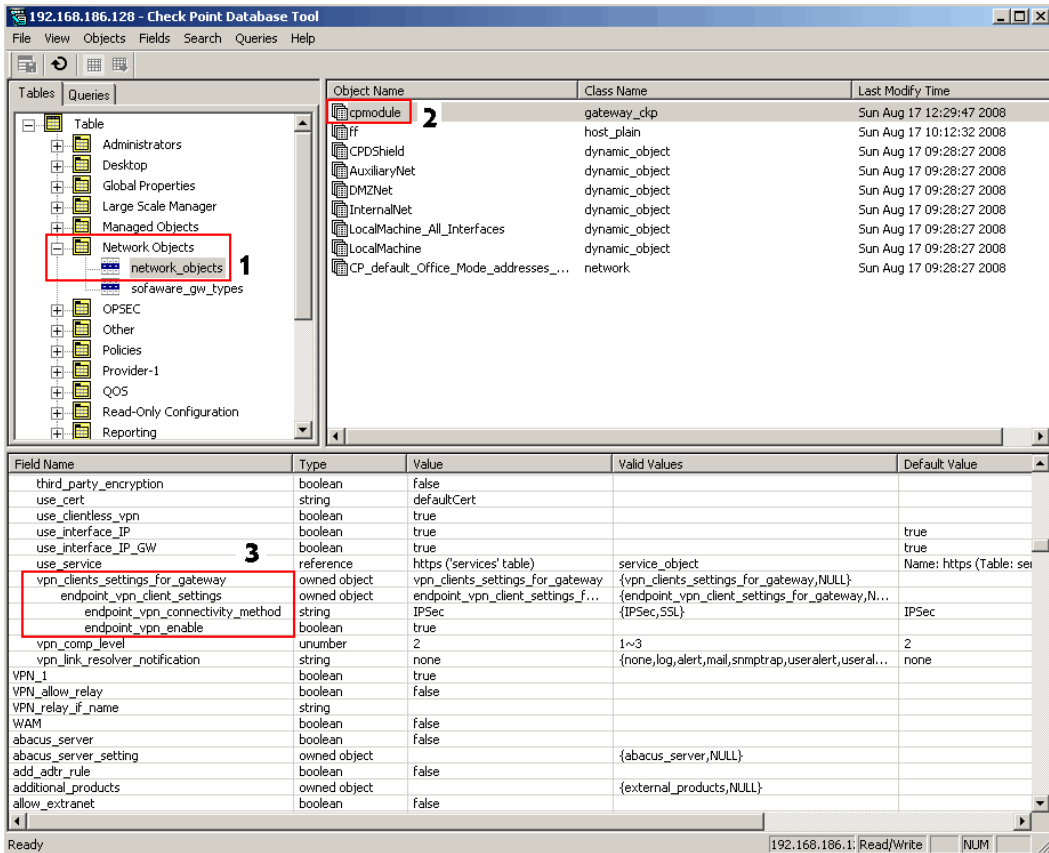 192.168.186.128 - Check Point Database Tool
File View Objects Fields Search Queries Help
Tables Queries
Table
Administrators
Desktop
Global Properties
Large Scale Manager
Managed Objects
Network Objects
network_objects
1
sofaware_gw_types
OPSEC
Other
Policies
Provider-1
QOS
Read-Only Configuration
Reporting
Object Name Class Name Last Modify Time
cpmodule 2 gateway_ckp Sun Aug 17 12:29:47 2008
ff host_plain Sun Aug 17 10:12:32 2008
CPDShield dynamic_object Sun Aug 17 09:28:27 2008
AuxiliaryNet dynamic_object Sun Aug 17 09:28:27 2008
DMZNet dynamic_object Sun Aug 17 09:28:27 2008
InternalNet dynamic_object Sun Aug 17 09:28:27 2008
LocalMachine_All_Interfaces dynamic_object Sun Aug 17 09:28:27 2008
LocalMachine dynamic_object Sun Aug 17 09:28:27 2008
CP_default_Office_Mode_addresses_... network Sun Aug 17 09:28:27 2008
Field Name Type Value Valid Values Default Value
third_party_encryption boolean false
use_cert string defaultCert
use_clientless_vpn boolean true
use_interface_IP boolean true true
use_interface_IP_GW boolean true true
3
use_service reference https ('services' table) service_object Name: https (Table: ser
vpn_clients_settings_for_gateway owned object vpn_clients_settings_for_gateway {vpn_clients_settings_for_gateway,NULL}
endpoint_vpn_client_settings owned object endpoint_vpn_client_settings_f... {endpoint_vpn_client_settings_for_gateway,N...
endpoint_vpn_connectivity_method string IPSec {IPSec,SSL} IPSec
endpoint_vpn_enable boolean true
vpn_comp_level unumber 2 1~3 2
vpn_link_resolver_notification string none {none,log,alert,mail,snmptrap,useralert,useral... none
VPN_1 boolean true
VPN_allow_relay boolean false
VPN_relay_if_name string
WAM boolean false
abacus_server boolean false
abacus_server_setting owned object {abacus_server,NULL}
add_adtr_rule boolean false
additional_products owned object {external_products,NULL}
allow_extranet boolean false
Ready 192.168.186.1: Read/Write NUM